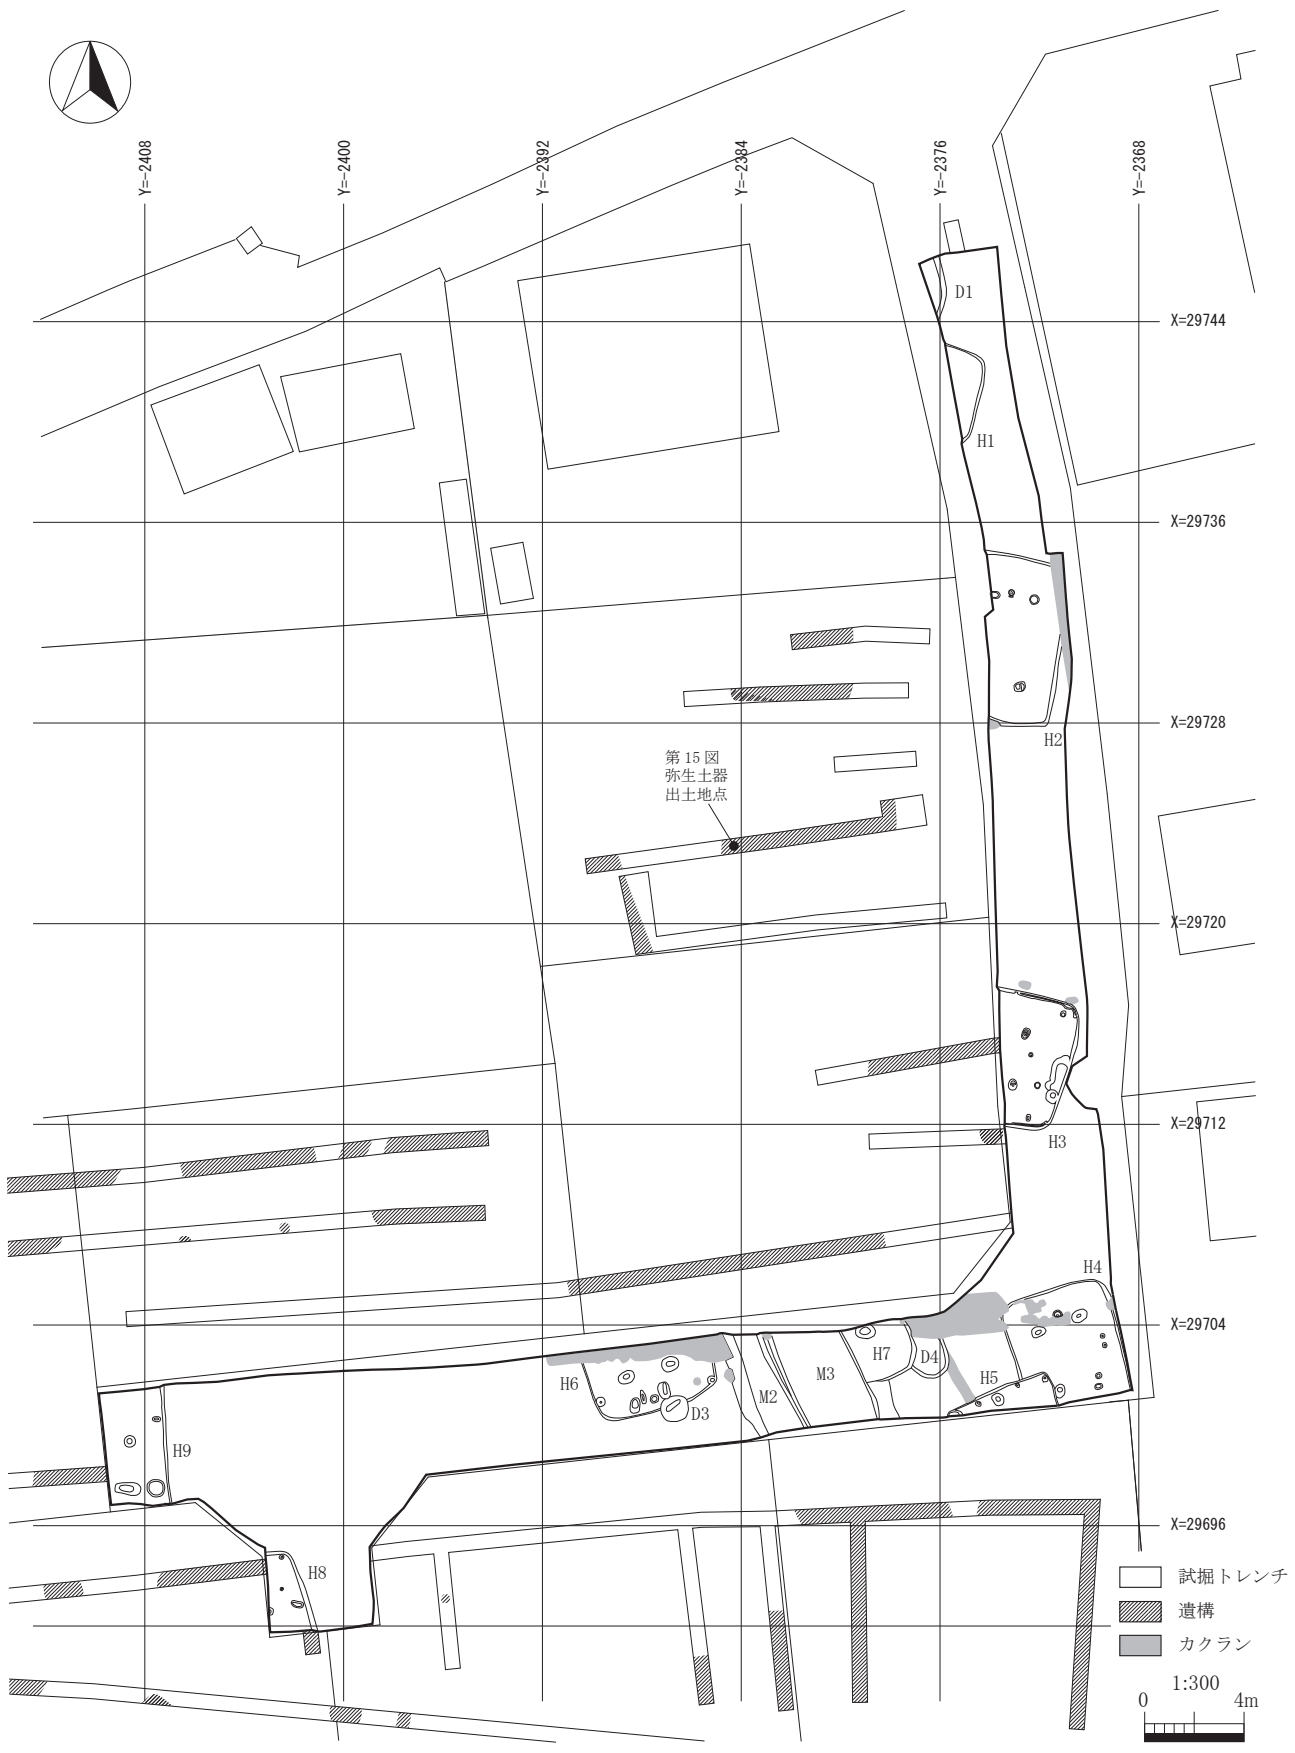 Y=-2408
Y=-2400
Y=-2392
Y=-2384
Y=-2376
Y=-2368
D1
X=29744
H1
X=29736
X=29728
H2
第 15 図
弥生土器
出土地点
X=29720
X=29712
H3
H4
X=29704
H7
D4
M3
H5
H6
M2
D3
H9
X=29696
H8
試掘トレンチ
遺構
カクラン
1:300
0 4m